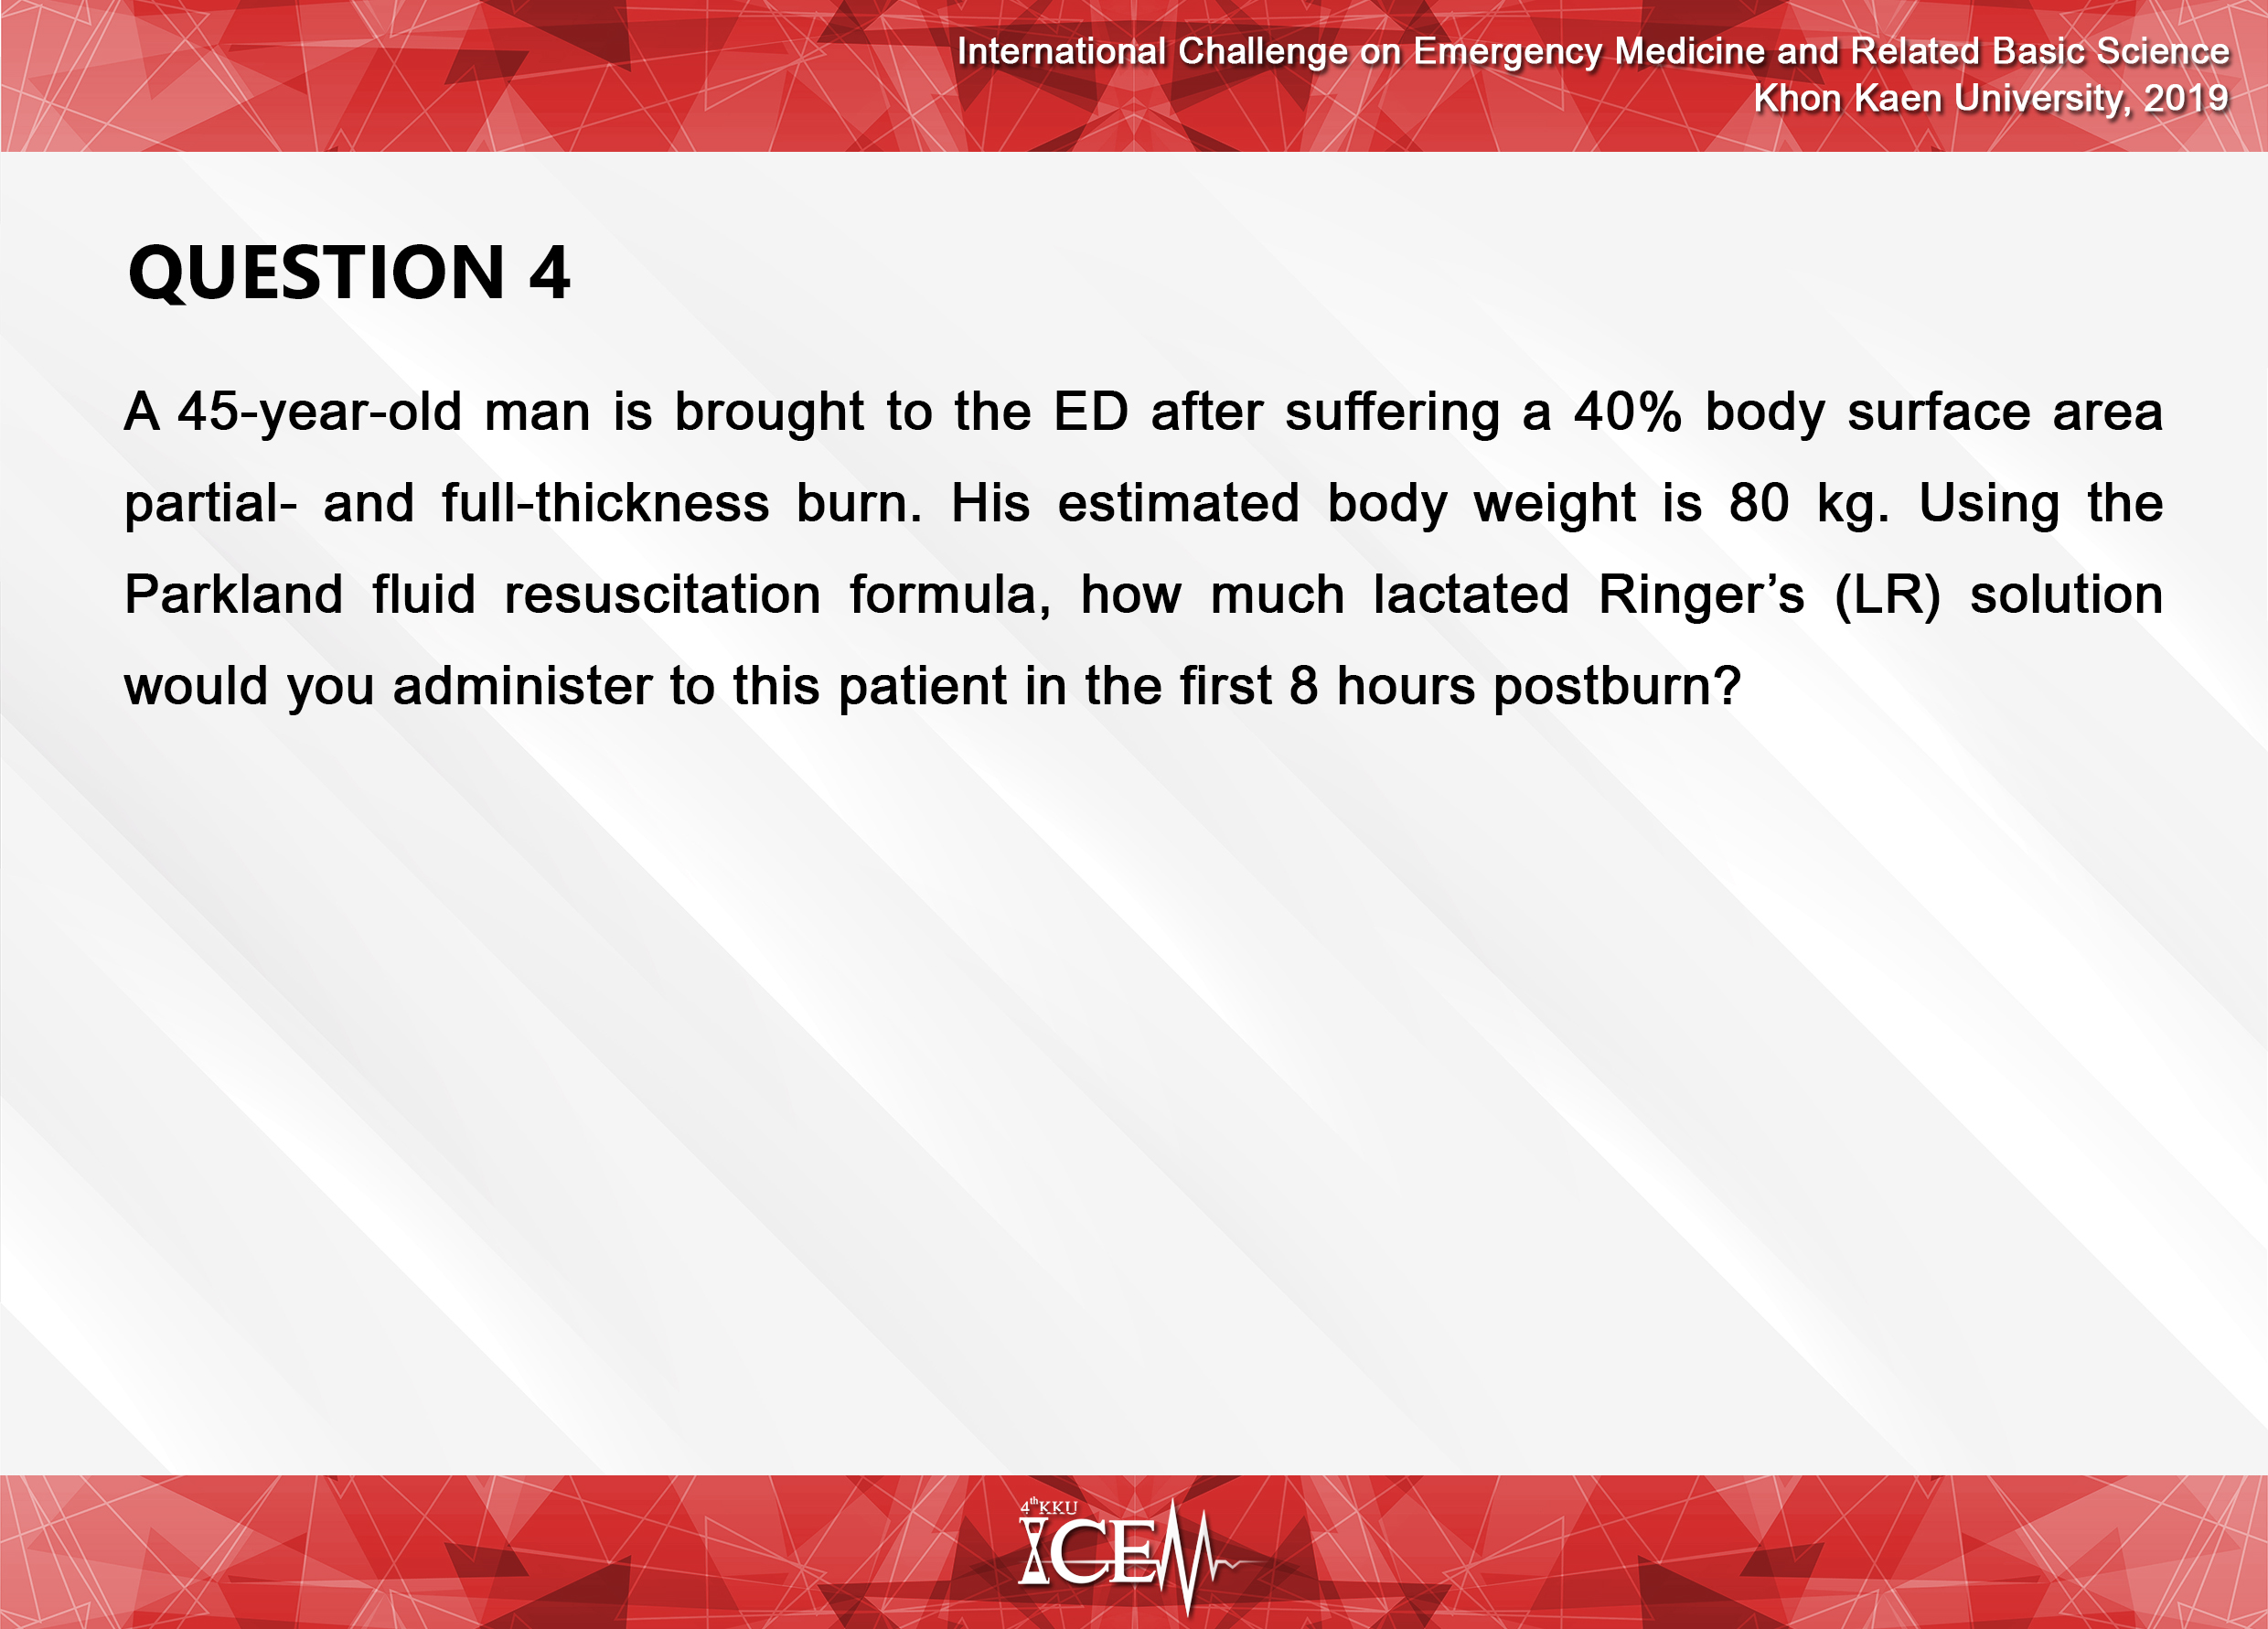 International Challenge on Emergency Medicine and Related Basic Science
Khon Kaen University, 2019
QUESTION 4
A 45-year-old man is brought to the ED after suffering a 40% body surface area
partial- and full-thickness burn. His estimated body weight is 80 kg. Using the
Parkland fluid resuscitation formula, how much lactated Ringer’s (LR) solution
would you administer to this patient in the first 8 hours postburn?
4th KKU
ICEM